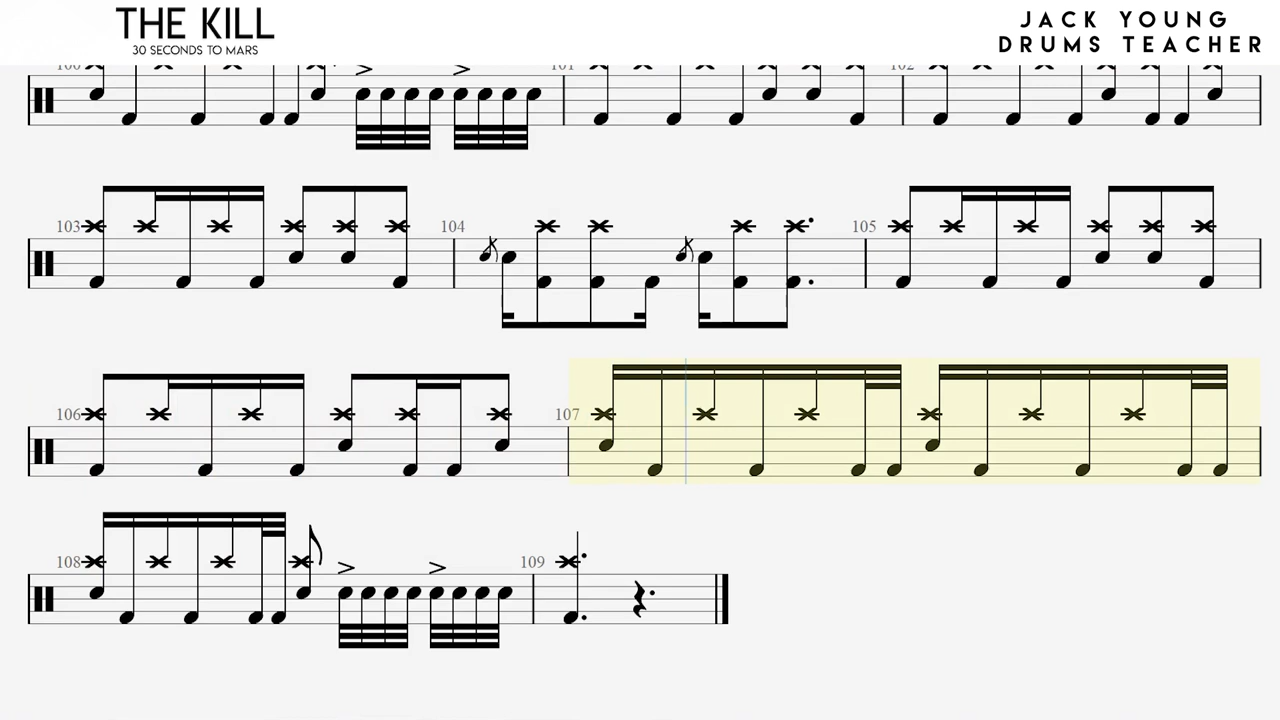 THE KILL
30 SECONDS TO MARS
JACK YOUNG
DRUMS TEACHER
100 101 102
103 104 105
106 107
108 109